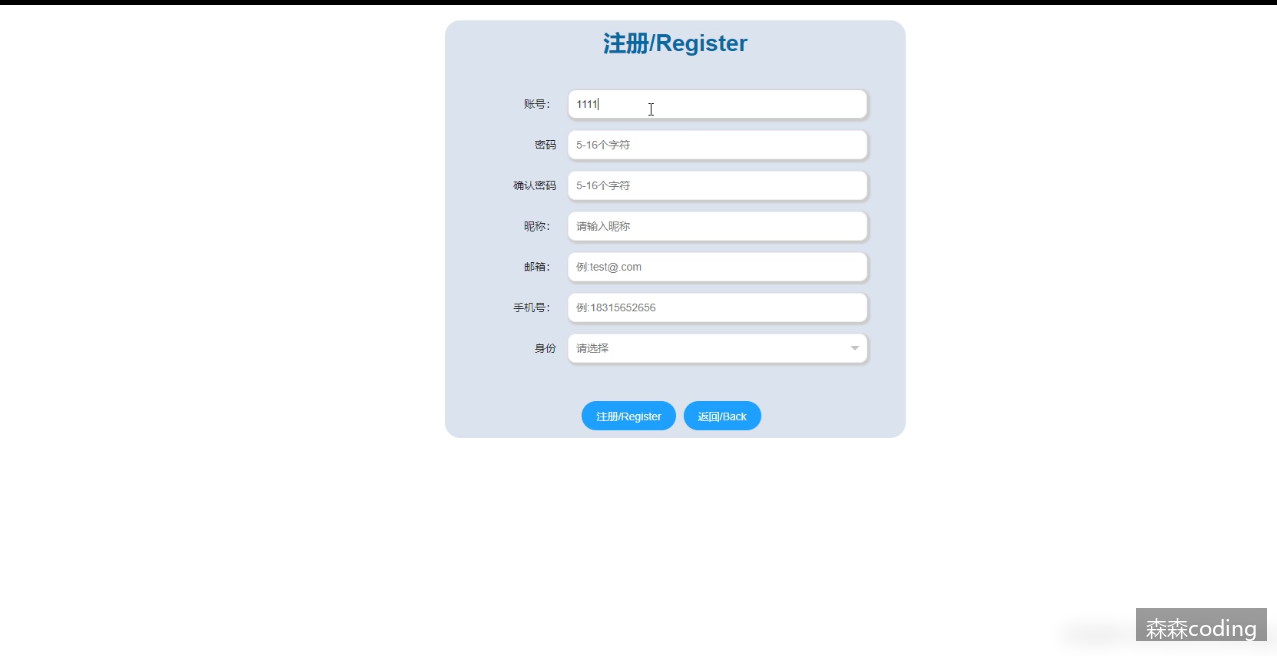 注册/Register
账号： 1111
密码 5-16个字符
确认密码 5-16个字符
昵称： 请输入昵称
邮箱： 例:test@.com
手机号： 例:18315652656
身份 请选择
注册/Register 返回/Back
森森coding